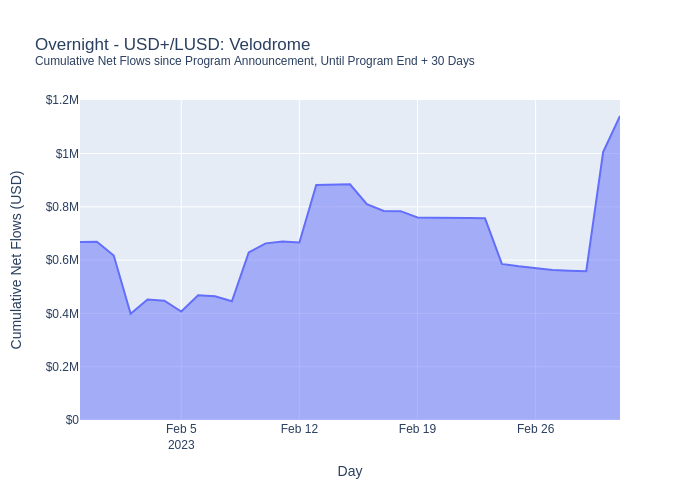 Overnight - USD+/LUSD: Velodrome
Cumulative Net Flows since Program Announcement, Until Program End + 30 Days
Cumulative Net Flows (USD)
$1.2M
$1M
$0.8M
$0.6M
$0.4M
$0.2M
$0
Feb 5 Feb 12 Feb 19 Feb 26
2023
Day